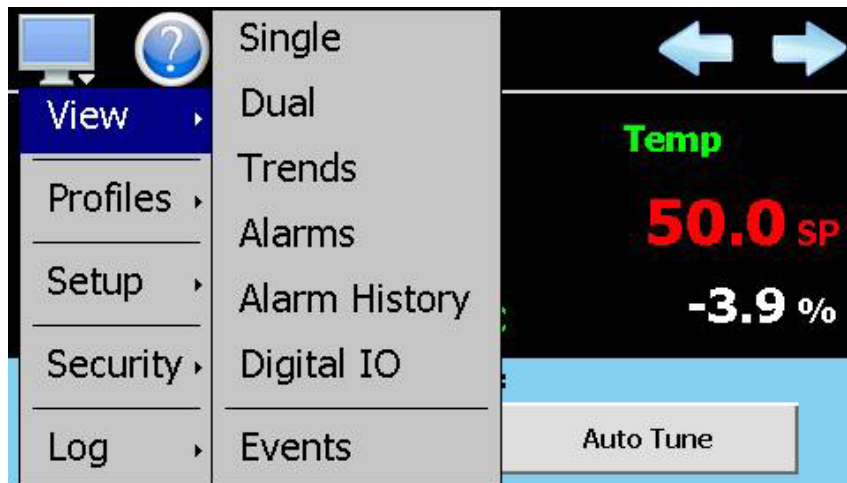 ?
View
Profiles
Setup
Security
Log
Single
Dual
Trends
Alarms
Alarm History
Digital IO
Events
Temp
50.0 SP
-3.9 %
Auto Tune